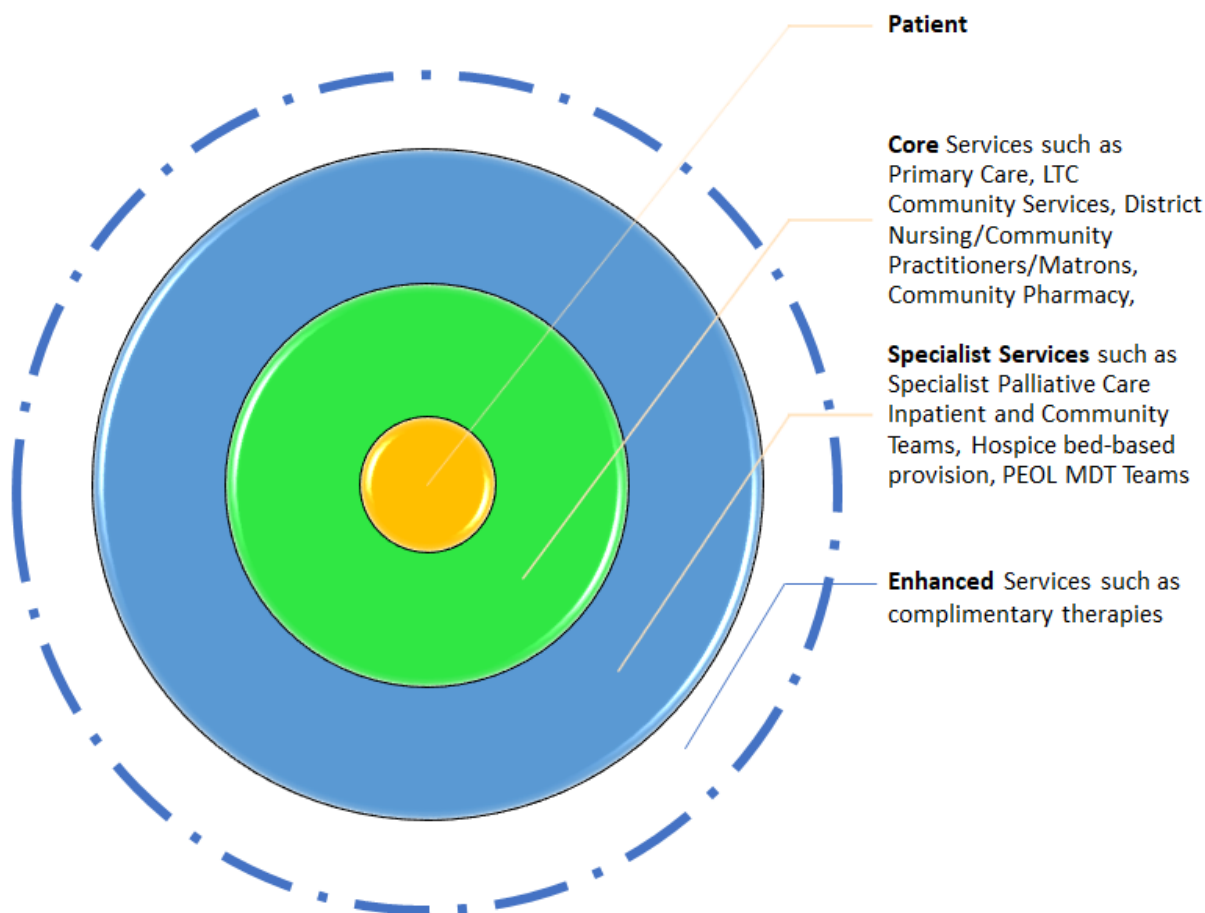 Patient
Core Services such as
Primary Care, LTC
Community Services, District
Nursing/Community
Practitioners/Matrons,
Community Pharmacy,
Specialist Services such as
Specialist Palliative Care
Inpatient and Community
Teams, Hospice bed-based
provision, PEOL MDT Teams
Enhanced Services such as
complimentary therapies